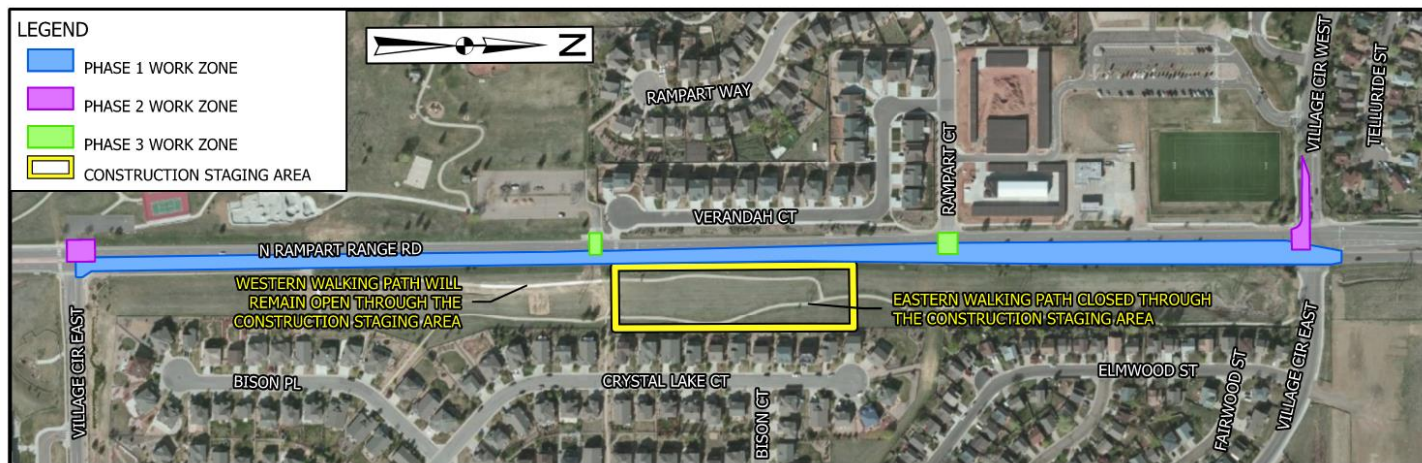 LEGEND
PHASE 1 WORK ZONE
PHASE 2 WORK ZONE
PHASE 3 WORK ZONE
CONSTRUCTION STAGING AREA
N
RAMPART WAY
VERANDAH CT
RAMPART CT
VILLAGE CIR WEST
TELLURIDE ST
N RAMPART RANGE RD
WESTERN WALKING PATH WILL
REMAIN OPEN THROUGH THE
CONSTRUCTION STAGING AREA
EASTERN WALKING PATH CLOSED THROUGH
THE CONSTRUCTION STAGING AREA
VILLAGE CIR EAST
BISON PL
CRYSTAL LAKE CT
BISON CT
ELMWOOD ST
FAIRWOOD ST
VILLAGE CIR EAST